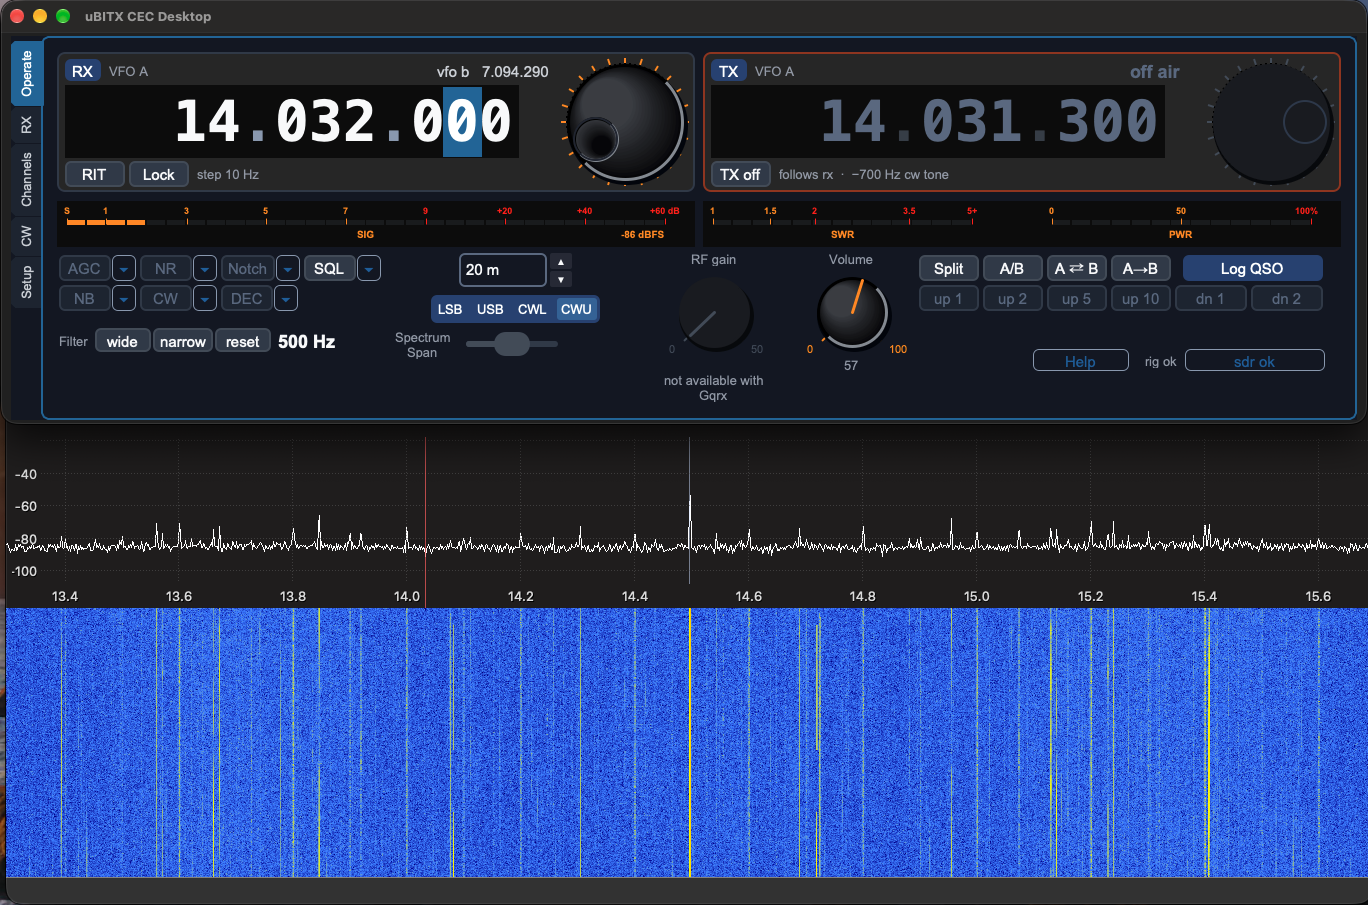 uBITX CEC Desktop
Operate
RX
Channels
CW
Setup
RX VFO A vfo b 7.094.290
14.032.000
RIT Lock step 10 Hz
TX VFO A off air
14.031.300
TX off follows rx · −700 Hz cw tone
S 1 3 5 7 9 +20 +40 +60 dB
SIG -86 dBFS
1 1.5 2 3.5 5+ 0 50 100%
SWR PWR
AGC NR Notch SQL
NB CW DEC
Filter wide narrow reset 500 Hz
20 m
LSB USB CWL CWU
Spectrum
Span
RF gain
0 50
not available with
Gqrx
Volume
0 100
57
Split A/B A ⇄ B A→B Log QSO
up 1 up 2 up 5 up 10 dn 1 dn 2
Help rig ok sdr ok
-40
-60
-80
-100
13.4 13.6 13.8 14.0 14.2 14.4 14.6 14.8 15.0 15.2 15.4 15.6